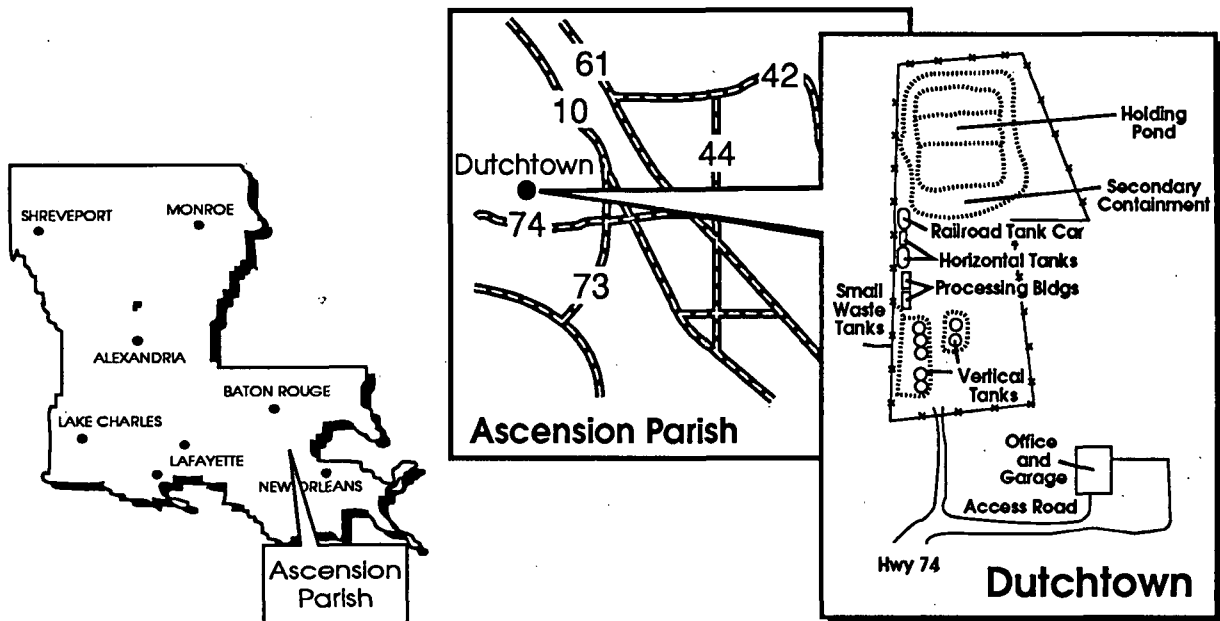 SHREVEPORT
MONROE
ALEXANDRIA
BATON ROUGE
LAKE CHARLES
LAFAYETTE
NEW ORLEANS
Ascension
Parish
61
42
10
44
Dutchtown
74
73
Ascension Parish
Holding
Pond
Secondary
Containment
Railroad Tank Car
Horizontal Tanks
Processing Bldgs
Small
Waste
Tanks
Vertical
Tanks
Office
and
Garage
Access Road
Hwy 74
Dutchtown